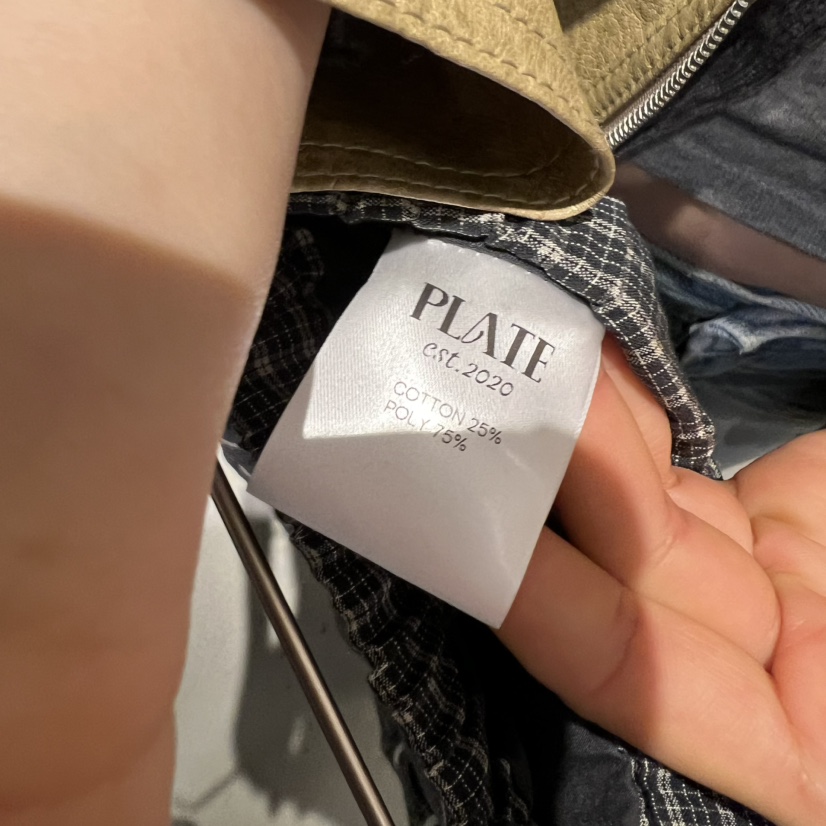 PLATE
est.2020
COTTON 25%
POLY 75%